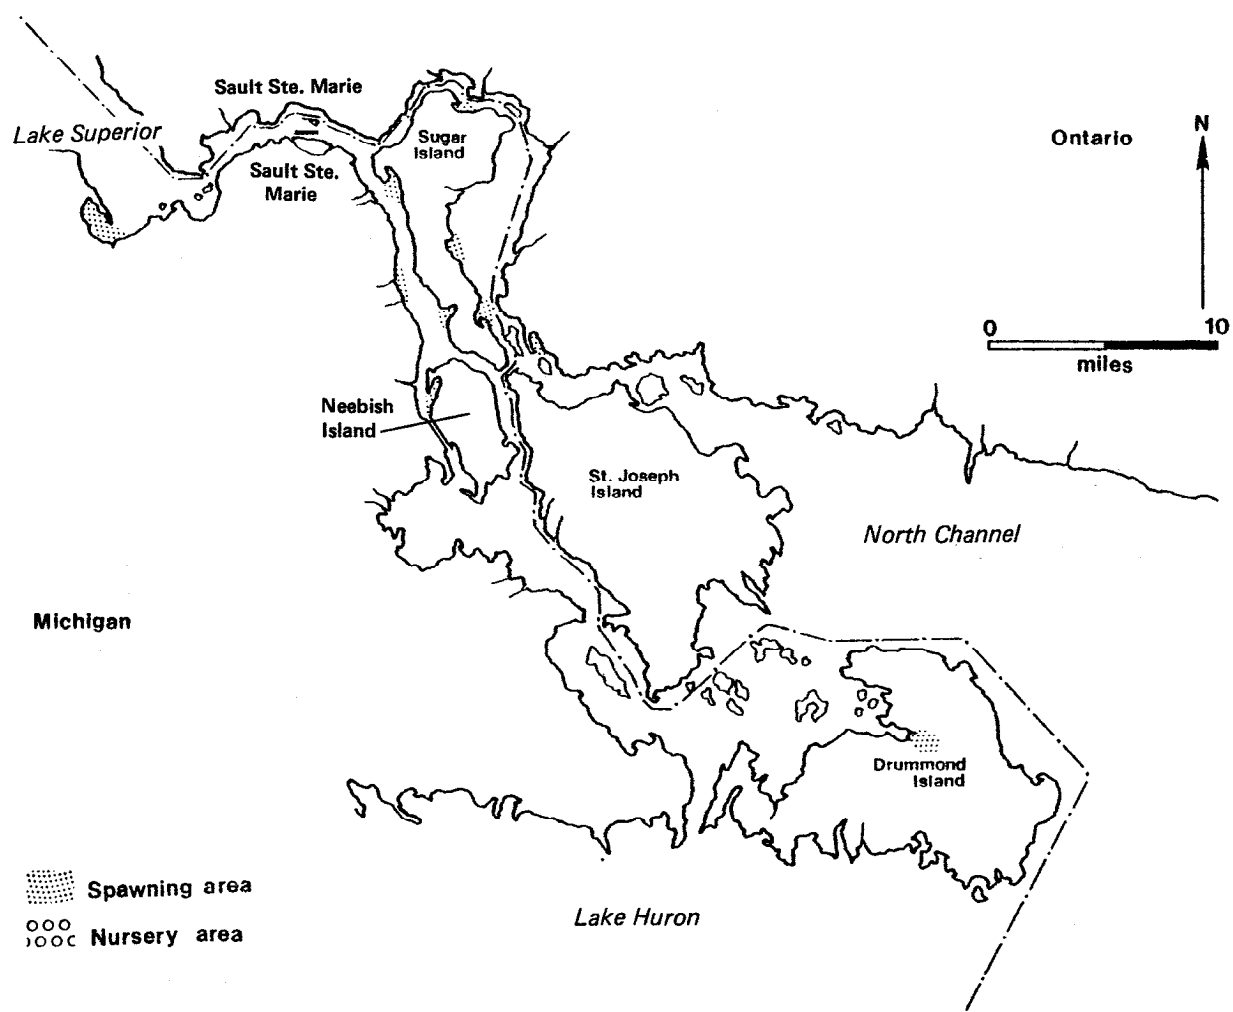 Sault Ste. Marie
Lake Superior
Sugar
Island
Sault Ste.
Marie
Ontario
N
0 10
miles
Neebish
Island
St. Joseph
Island
North Channel
Michigan
Drummond
Island
Spawning area
Nursery area
Lake Huron